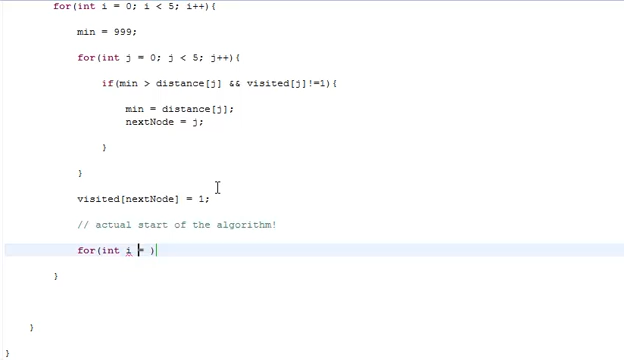 for(int i = 0; i < 5; i++){
min = 999;
for(int j = 0; j < 5; j++){
if(min > distance[j] && visited[j]!=1){
min = distance[j];
nextNode = j;
}
}
visited[nextNode] = 1;
// actual start of the algorithm!
for(int i = )
}
}
}